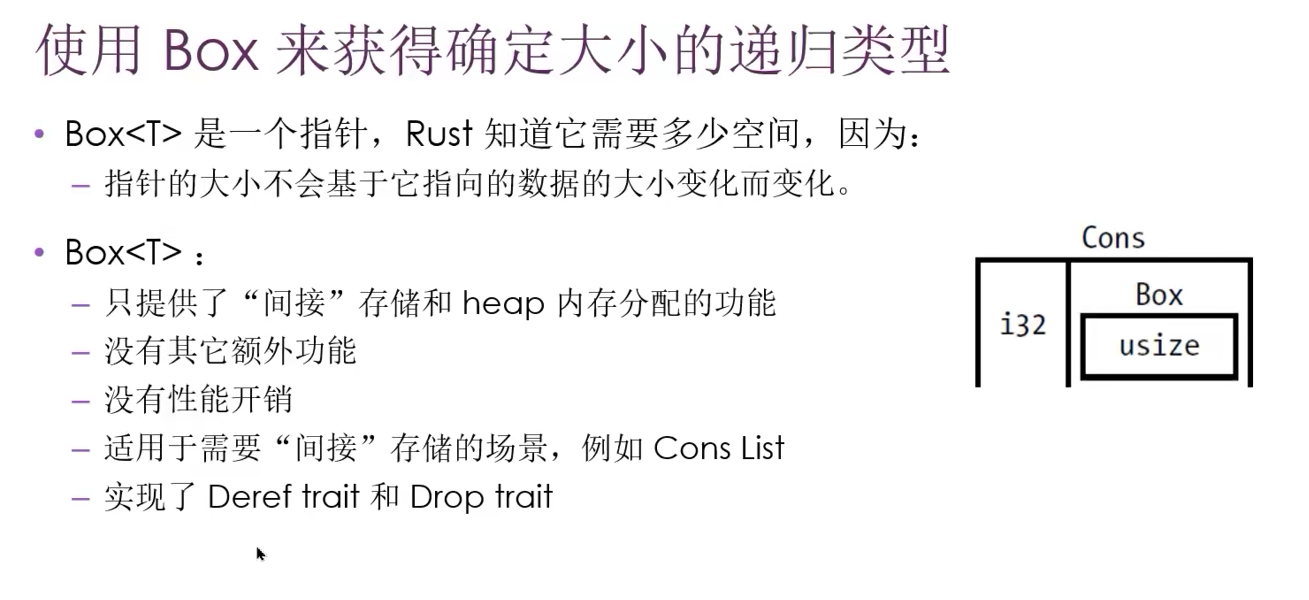 使用 Box 来获得确定大小的递归类型
• Box<T> 是一个指针，Rust 知道它需要多少空间，因为：
– 指针的大小不会基于它指向的数据的大小变化而变化。
• Box<T>：
– 只提供了“间接”存储和 heap 内存分配的功能
– 没有其它额外功能
– 没有性能开销
– 适用于需要“间接”存储的场景，例如 Cons List
– 实现了 Deref trait 和 Drop trait
Cons
i32
Box
usize